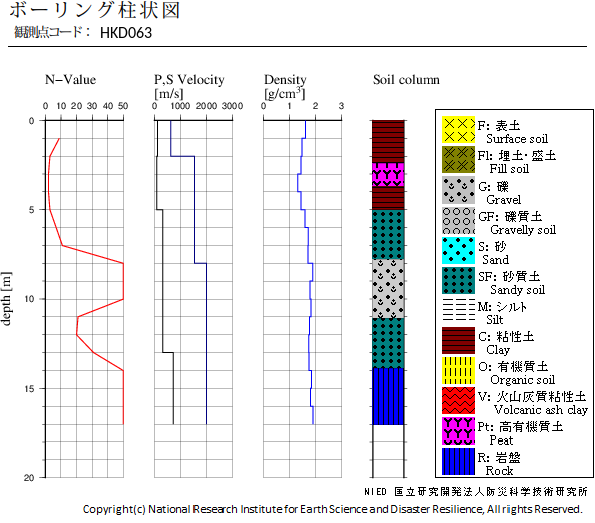 ボーリング柱状図
観測点コード： HKD063
N-Value
0 10 20 30 40 50
P,S Velocity
[m/s]
0 1000 2000 3000
Density
[g/cm³]
0 1 2 3
Soil column
0
5
10
15
20
depth [m]
F: 表土
Surface soil
Fl: 埋土・盛土
Fill soil
G: 礫
Gravel
GF: 礫質土
Gravelly soil
S: 砂
Sand
SF: 砂質土
Sandy soil
M: シルト
Silt
C: 粘性土
Clay
O: 有機質土
Organic soil
V: 火山灰質粘性土
Volcanic ash clay
Pt: 高有機質土
Peat
R: 岩盤
Rock
NIED 国立研究開発法人防災科学技術研究所
Copyright(c) National Research Institute for Earth Science and Disaster Resilience, All rights Reserved.